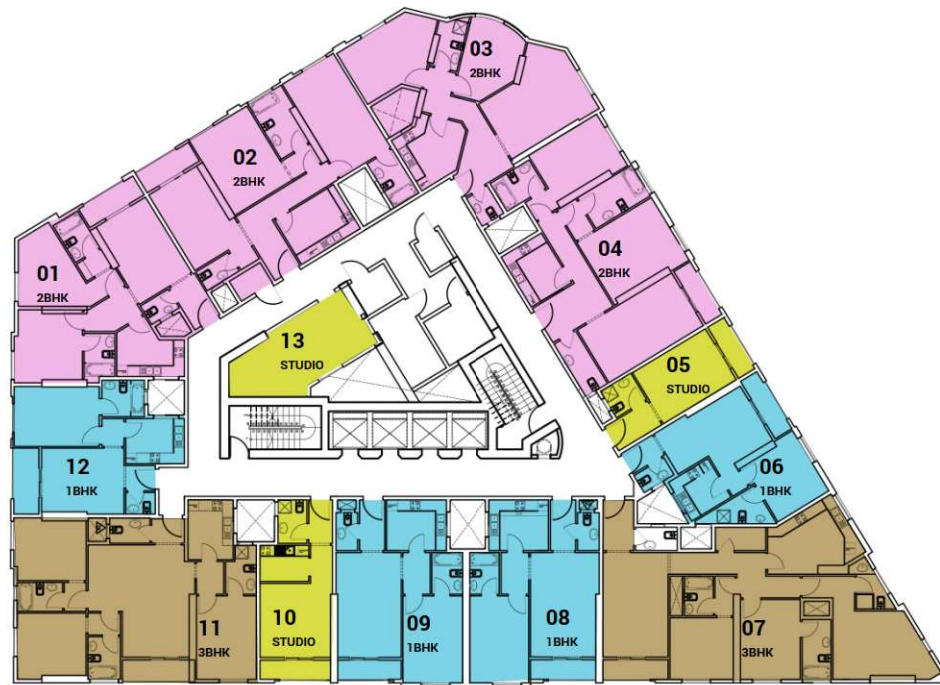 03
2BHK
02
2BHK
04
2BHK
01
2BHK
13
STUDIO
05
STUDIO
12
1BHK
06
1BHK
11
3BHK
10
STUDIO
09
1BHK
08
1BHK
07
3BHK